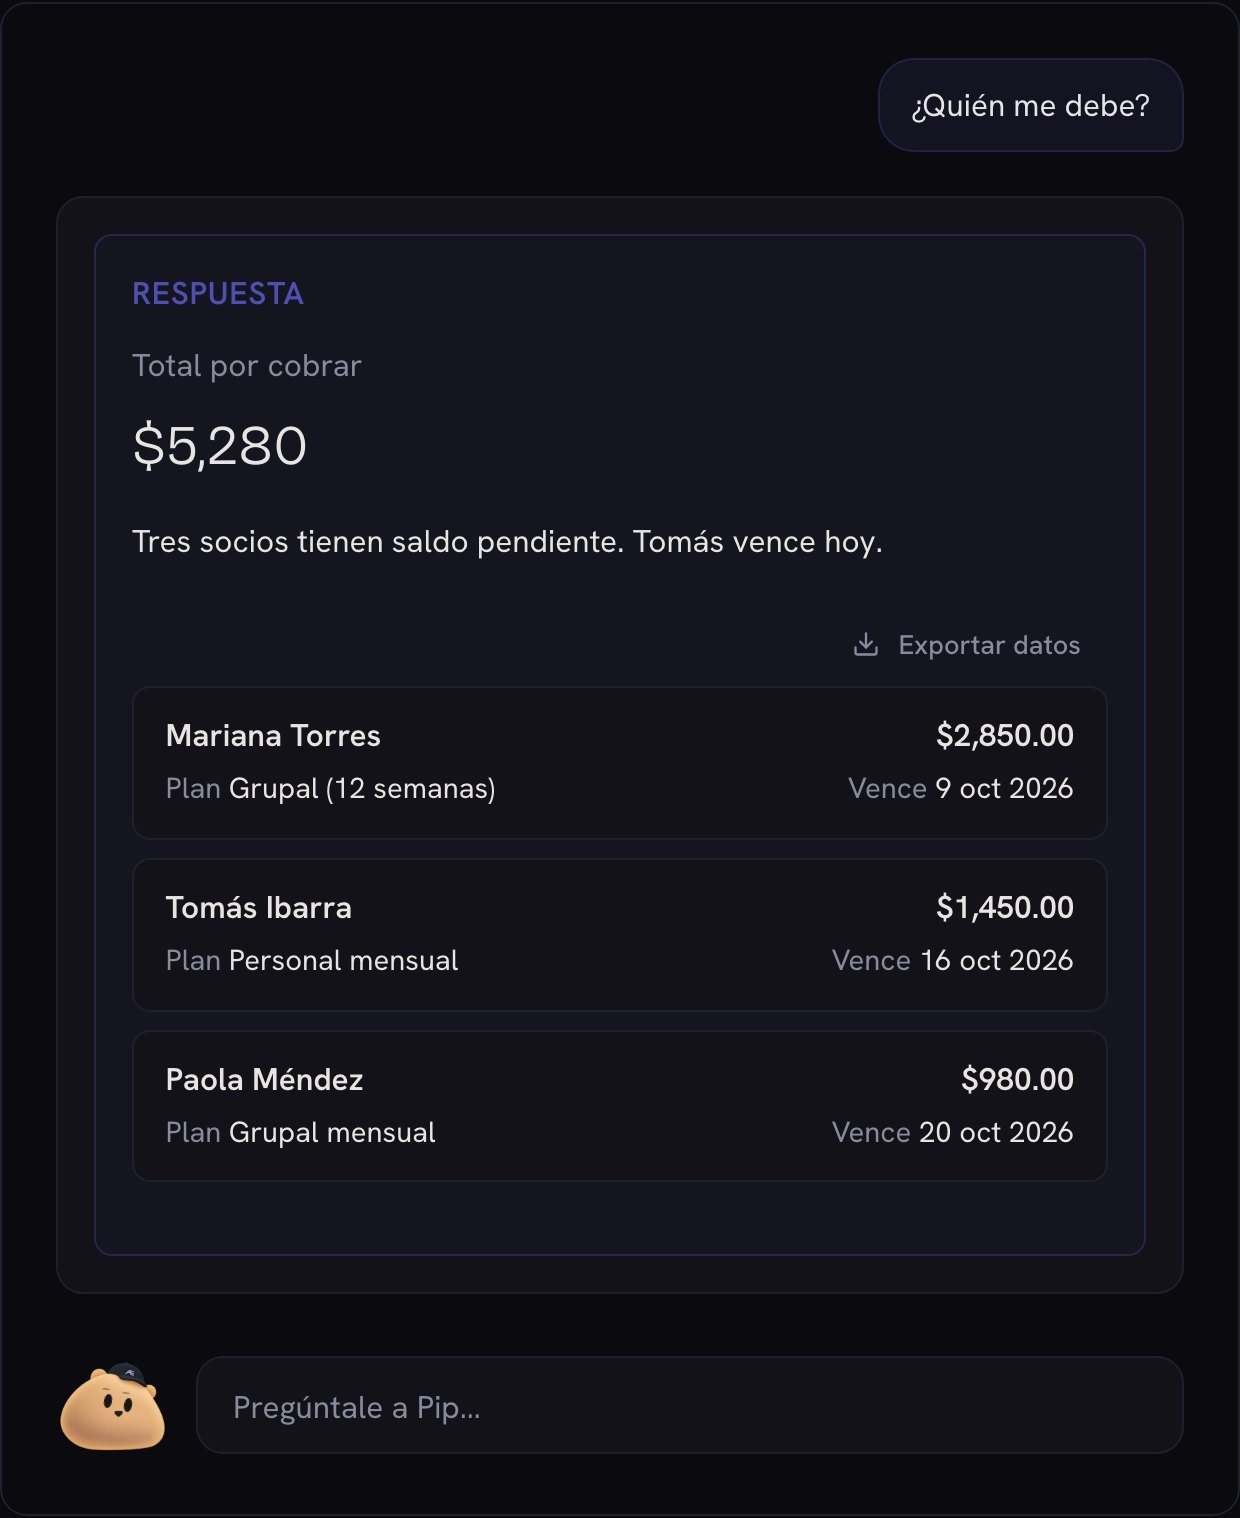 ¿Quién me debe?
RESPUESTA
Total por cobrar
$5,280
Tres socios tienen saldo pendiente. Tomás vence hoy.
Exportar datos
Mariana Torres $2,850.00
Plan Grupal (12 semanas) Vence 9 oct 2026
Tomás Ibarra $1,450.00
Plan Personal mensual Vence 16 oct 2026
Paola Méndez $980.00
Plan Grupal mensual Vence 20 oct 2026
Pregúntale a Pip...